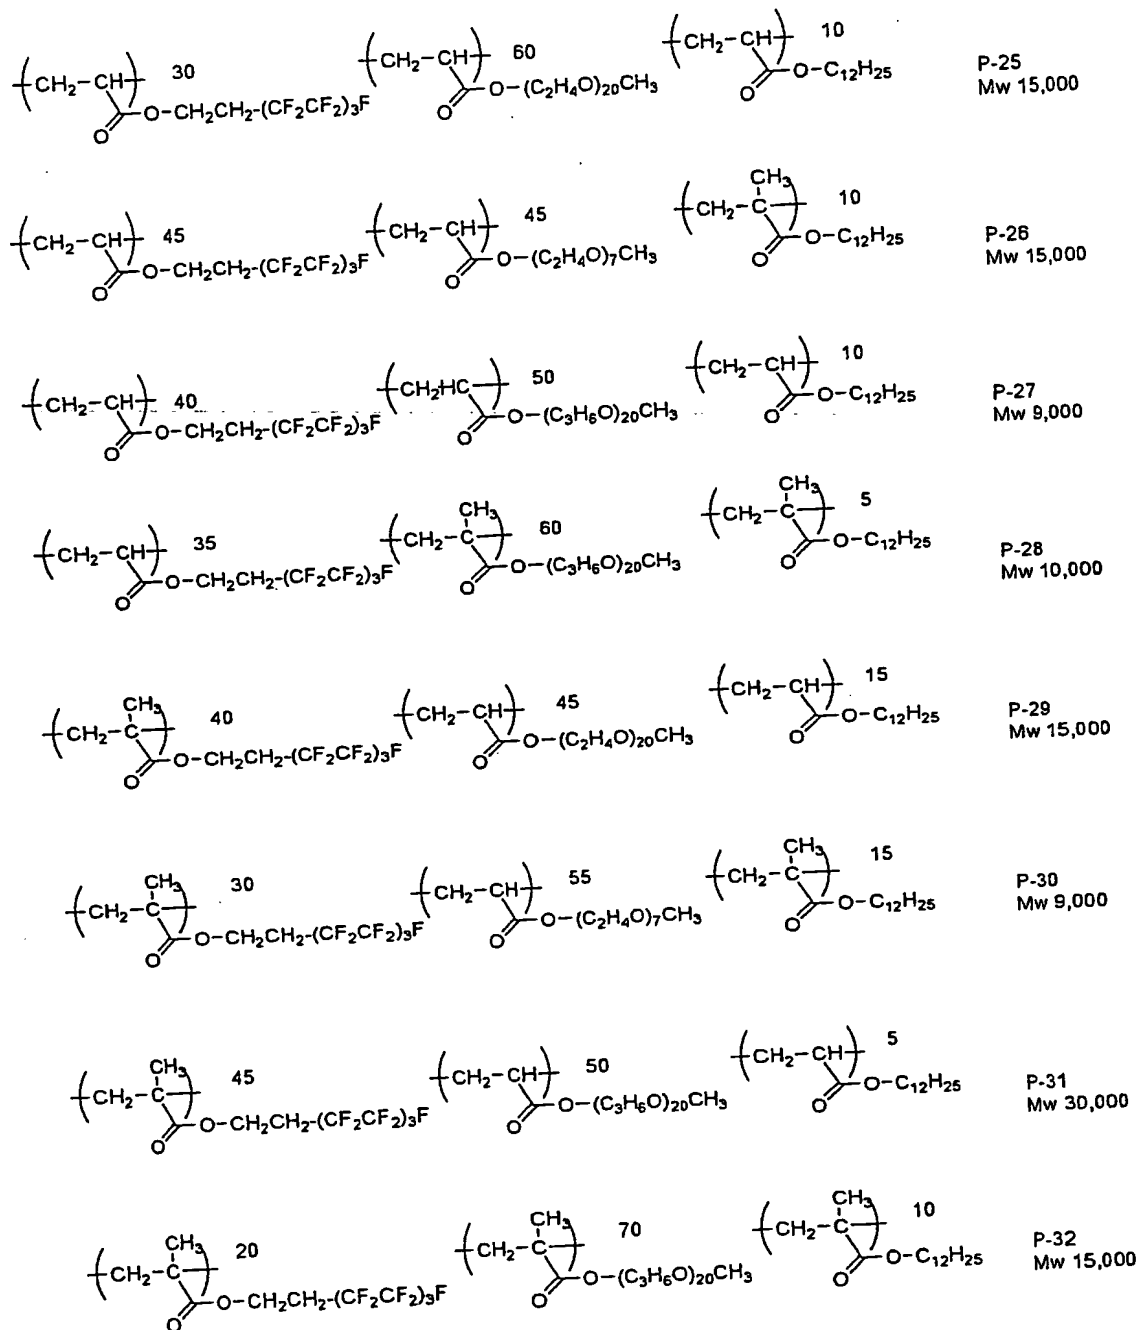 (CH₂-CH) 30 (CH₂-CH) 60 (CH₂-CH) 10 P-25
O O-CH₂CH₂-(CF₂CF₂)₃F O O-(C₂H₄O)₂₀CH₃ O O-C₁₂H₂₅ Mw 15,000
CH₃
(CH₂-CH) 45 (CH₂-CH) 45 (CH₂-C) 10 P-26
O O-CH₂CH₂-(CF₂CF₂)₃F O O-(C₂H₄O)₇CH₃ O O-C₁₂H₂₅ Mw 15,000
(CH₂-CH) 40 (CH₂HC) 50 (CH₂-CH) 10 P-27
O O-CH₂CH₂-(CF₂CF₂)₃F O O-(C₃H₆O)₂₀CH₃ O O-C₁₂H₂₅ Mw 9,000
CH₃ CH₃
(CH₂-CH) 35 (CH₂-C) 60 (CH₂-C) 5 P-28
O O-CH₂CH₂-(CF₂CF₂)₃F O O-(C₃H₆O)₂₀CH₃ O O-C₁₂H₂₅ Mw 10,000
CH₃
(CH₂-C) 40 (CH₂-CH) 45 (CH₂-CH) 15 P-29
O O-CH₂CH₂-(CF₂CF₂)₃F O O-(C₂H₄O)₂₀CH₃ O O-C₁₂H₂₅ Mw 15,000
CH₃ CH₃
(CH₂-C) 30 (CH₂-CH) 55 (CH₂-C) 15 P-30
O O-CH₂CH₂-(CF₂CF₂)₃F O O-(C₂H₄O)₇CH₃ O O-C₁₂H₂₅ Mw 9,000
CH₃
(CH₂-C) 45 (CH₂-CH) 50 (CH₂-CH) 5 P-31
O O-CH₂CH₂-(CF₂CF₂)₃F O O-(C₃H₆O)₂₀CH₃ O O-C₁₂H₂₅ Mw 30,000
CH₃ CH₃ CH₃
(CH₂-C) 20 (CH₂-C) 70 (CH₂-C) 10 P-32
O O-CH₂CH₂-(CF₂CF₂)₃F O O-(C₃H₆O)₂₀CH₃ O O-C₁₂H₂₅ Mw 15,000